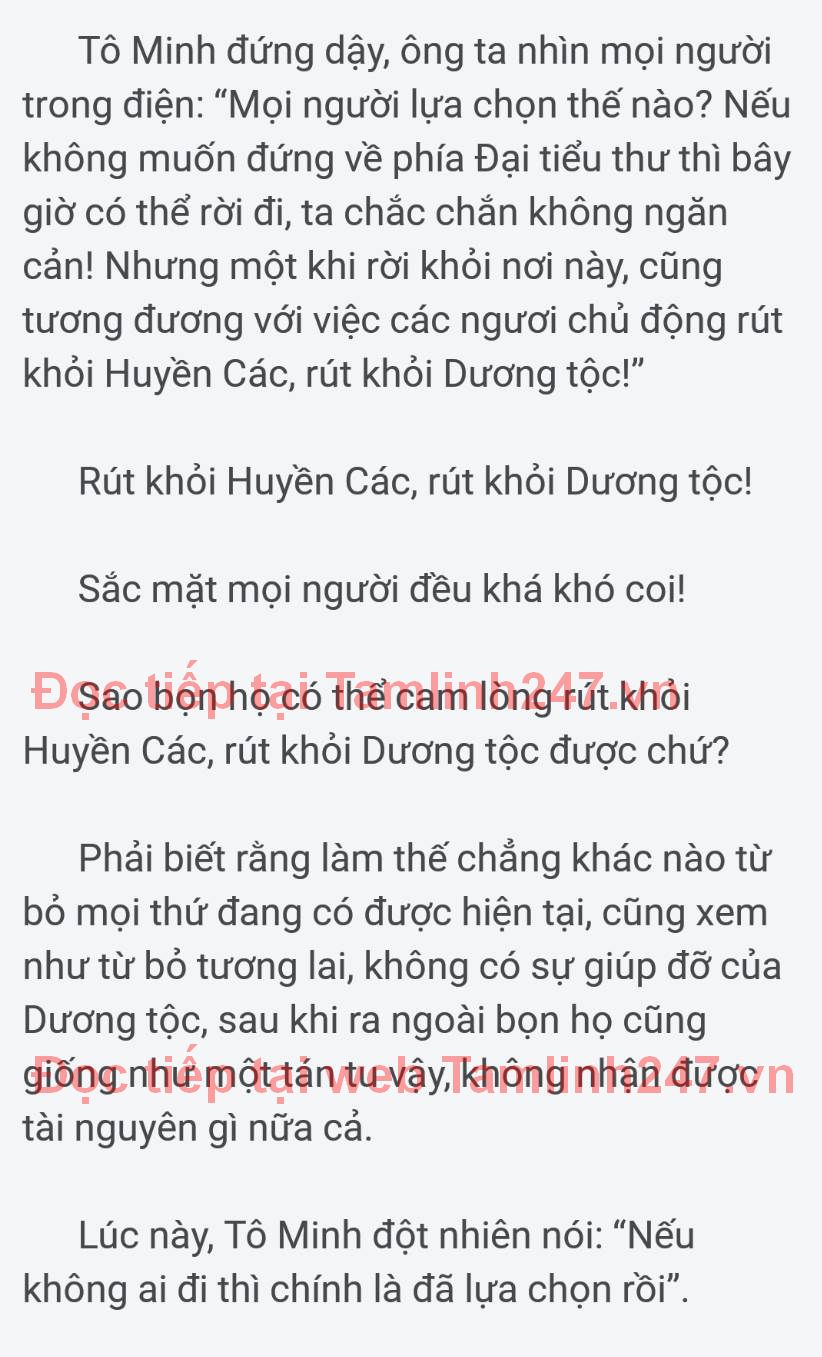 Tô Minh đứng dậy, ông ta nhìn mọi người
trong điện: “Mọi người lựa chọn thế nào? Nếu
không muốn đứng về phía Đại tiểu thư thì bây
giờ có thể rời đi, ta chắc chắn không ngăn
cản! Nhưng một khi rời khỏi nơi này, cũng
tương đương với việc các ngươi chủ động rút
khỏi Huyền Các, rút khỏi Dương tộc!”
Rút khỏi Huyền Các, rút khỏi Dương tộc!
Sắc mặt mọi người đều khá khó coi!
Đọc tiếp tại Tamlinh247.vn
Sao bọn họ có thể cam lòng rút khỏi
Huyền Các, rút khỏi Dương tộc được chứ?
Phải biết rằng làm thế chẳng khác nào từ
bỏ mọi thứ đang có được hiện tại, cũng xem
như từ bỏ tương lai, không có sự giúp đỡ của
Dương tộc, sau khi ra ngoài bọn họ cũng
Đọc tiếp tại web Tamlinh247.vn
giống như một tán tu vậy, không nhận được
tài nguyên gì nữa cả.
Lúc này, Tô Minh đột nhiên nói: “Nếu
không ai đi thì chính là đã lựa chọn rồi”.